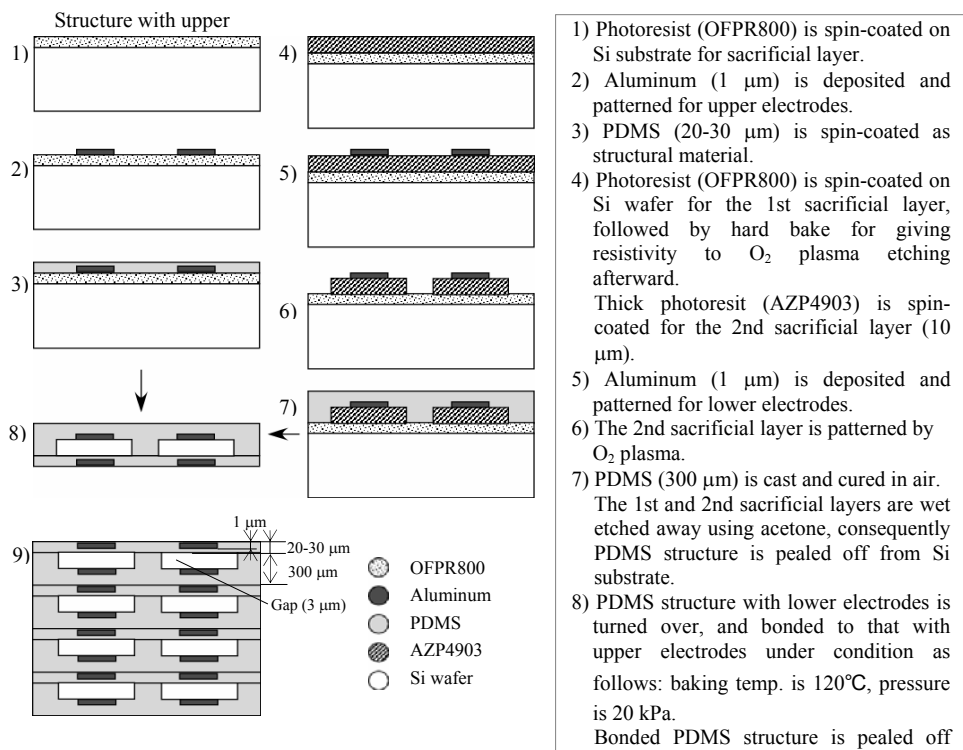 Structure with upper
1)
2)
3)
8)
4)
5)
6)
7)
9)
1 μm
20-30 μm
300 μm
Gap (3 μm)
OFPR800
Aluminum
PDMS
AZP4903
Si wafer
1) Photoresist (OFPR800) is spin-coated on
Si substrate for sacrificial layer.
2) Aluminum (1 μm) is deposited and
patterned for upper electrodes.
3) PDMS (20-30 μm) is spin-coated as
structural material.
4) Photoresist (OFPR800) is spin-coated on
Si wafer for the 1st sacrificial layer,
followed by hard bake for giving
resistivity to O₂ plasma etching
afterward.
Thick photoresit (AZP4903) is spin-
coated for the 2nd sacrificial layer (10
μm).
5) Aluminum (1 μm) is deposited and
patterned for lower electrodes.
6) The 2nd sacrificial layer is patterned by
O₂ plasma.
7) PDMS (300 μm) is cast and cured in air.
The 1st and 2nd sacrificial layers are wet
etched away using acetone, consequently
PDMS structure is pealed off from Si
substrate.
8) PDMS structure with lower electrodes is
turned over, and bonded to that with
upper electrodes under condition as
follows: baking temp. is 120℃, pressure
is 20 kPa.
Bonded PDMS structure is pealed off